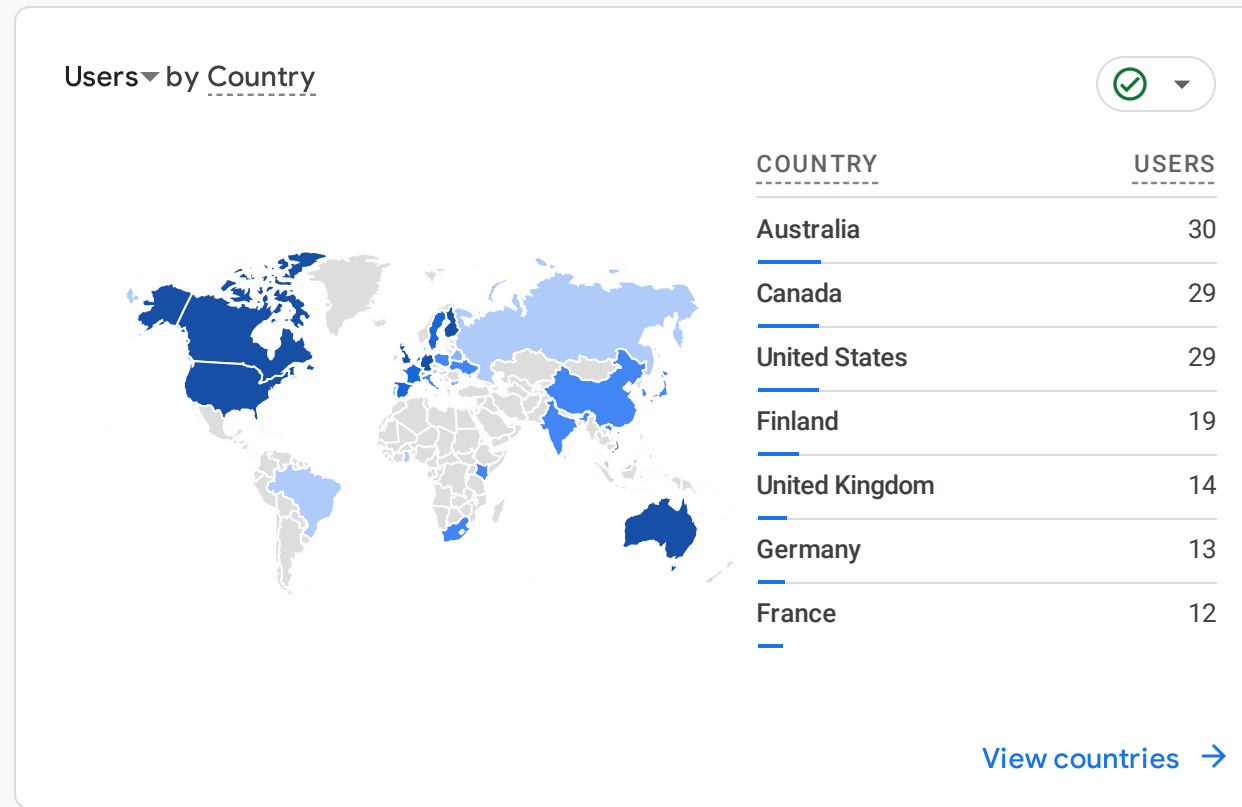 Users by Country
COUNTRY USERS
Australia 30
Canada 29
United States 29
Finland 19
United Kingdom 14
Germany 13
France 12
View countries